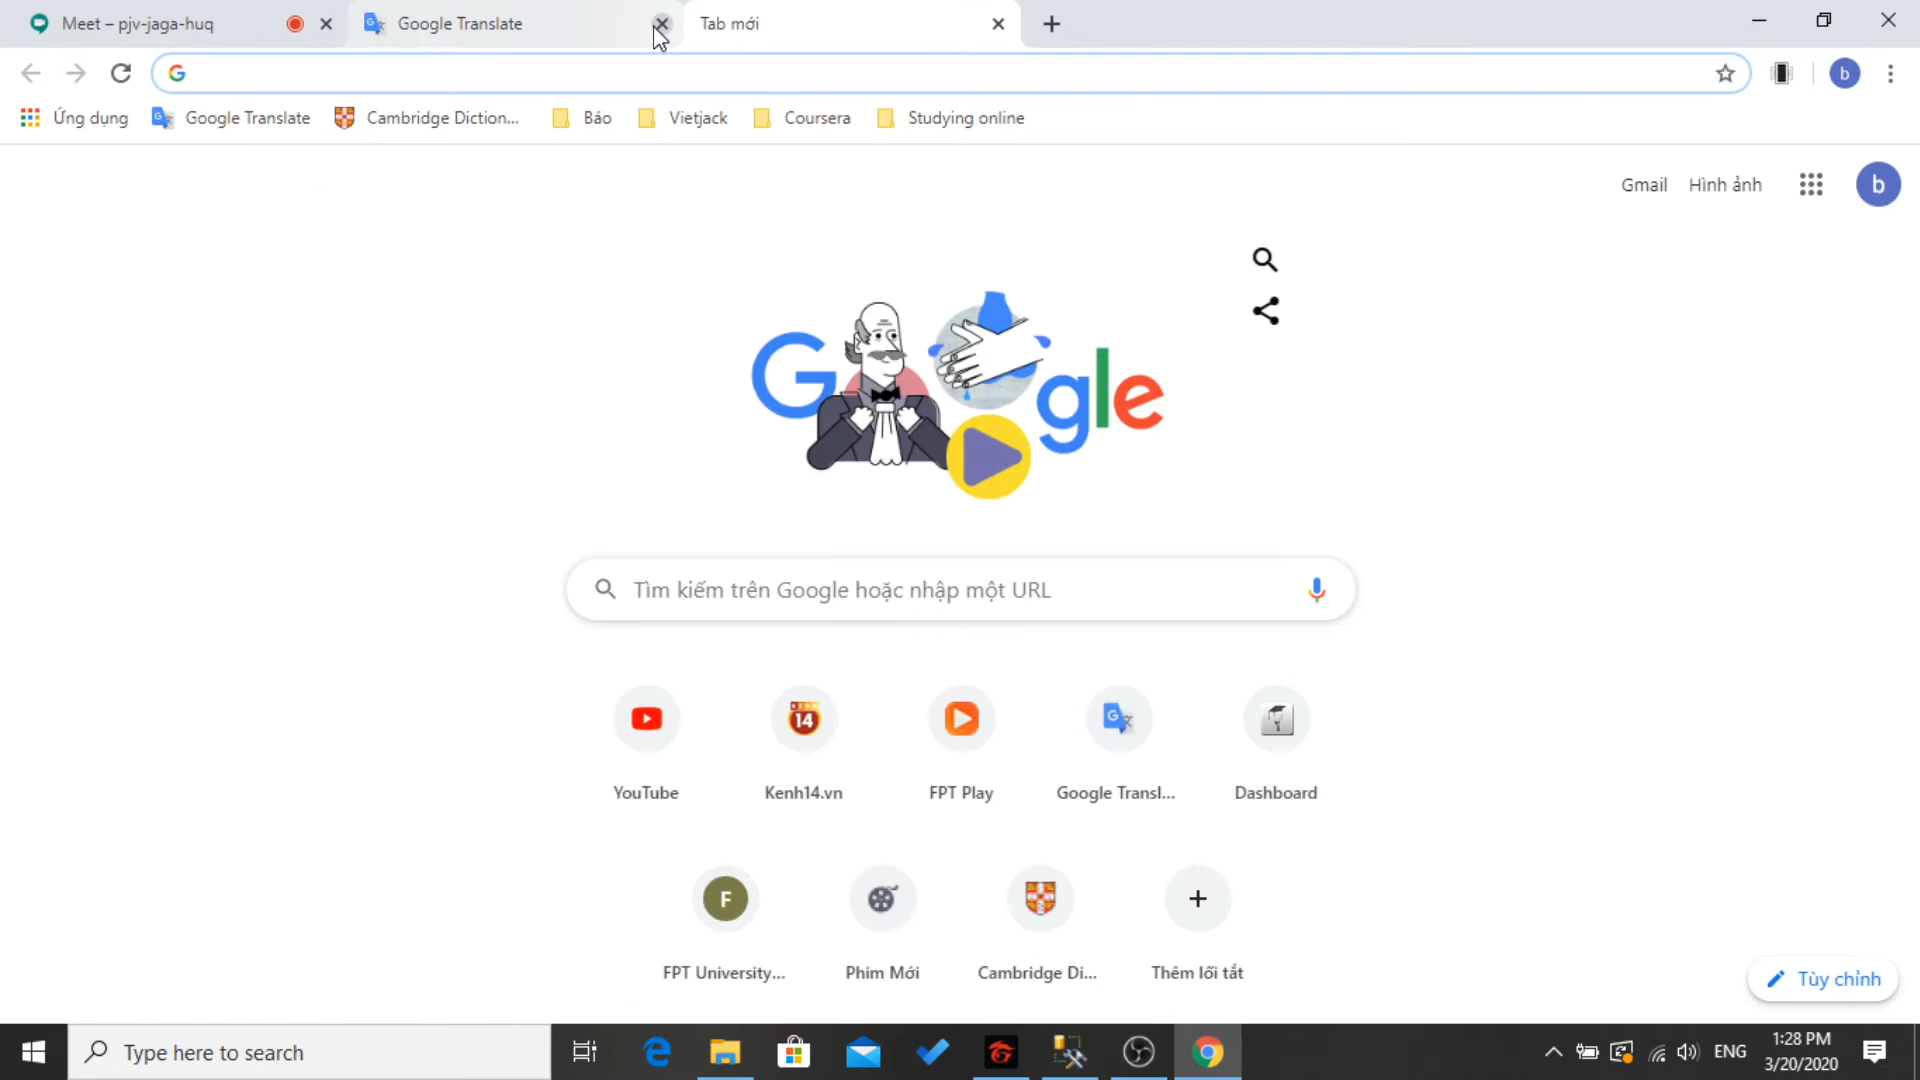 Meet – pjv-jaga-huq
Google Translate
Tab mới
b
Ứng dụng
Google Translate
Cambridge Diction...
Báo
Vietjack
Coursera
Studying online
Gmail
Hình ảnh
b
Google
Tìm kiếm trên Google hoặc nhập một URL
14
YouTube
Kenh14.vn
FPT Play
Google Transl...
Dashboard
F
FPT University...
Phim Mới
Cambridge Di...
Thêm lối tắt
Tùy chỉnh
Type here to search
ENG
1:28 PM
3/20/2020